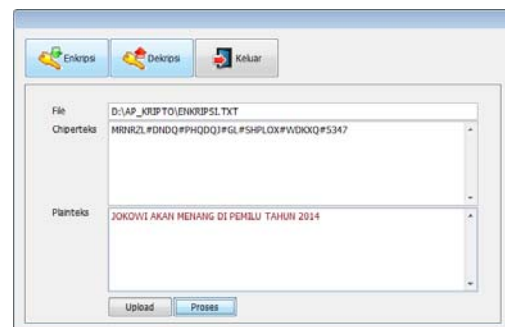 Enkripsi
Dekripsi
Keluar
File
D:\AP_KRIPTO\ENKRIPSI.TXT
Chiperteks
MRNRZL#DNDQ#PHQDQJ#GL#SHPLOX#WDKXQ#5347
Plainteks
JOKOWI AKAN MENANG DI PEMILU TAHUN 2014
Upload
Proses